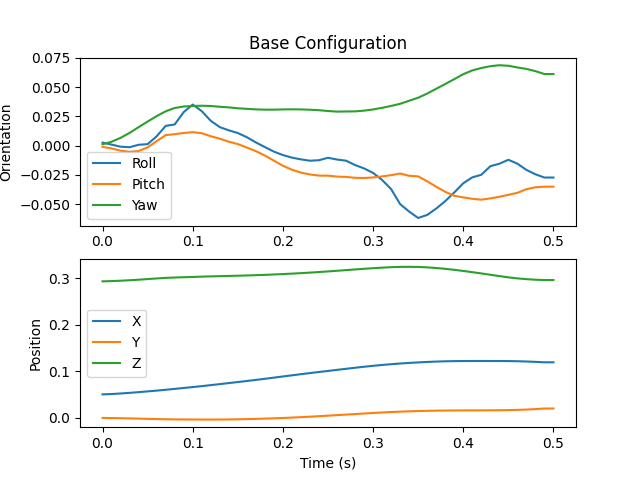 Base Configuration
Orientation
0.075
0.050
0.025
0.000
−0.025
−0.050
Roll
Pitch
Yaw
0.0 0.1 0.2 0.3 0.4 0.5
Position
0.3
0.2
0.1
0.0
X
Y
Z
0.0 0.1 0.2 0.3 0.4 0.5
Time (s)